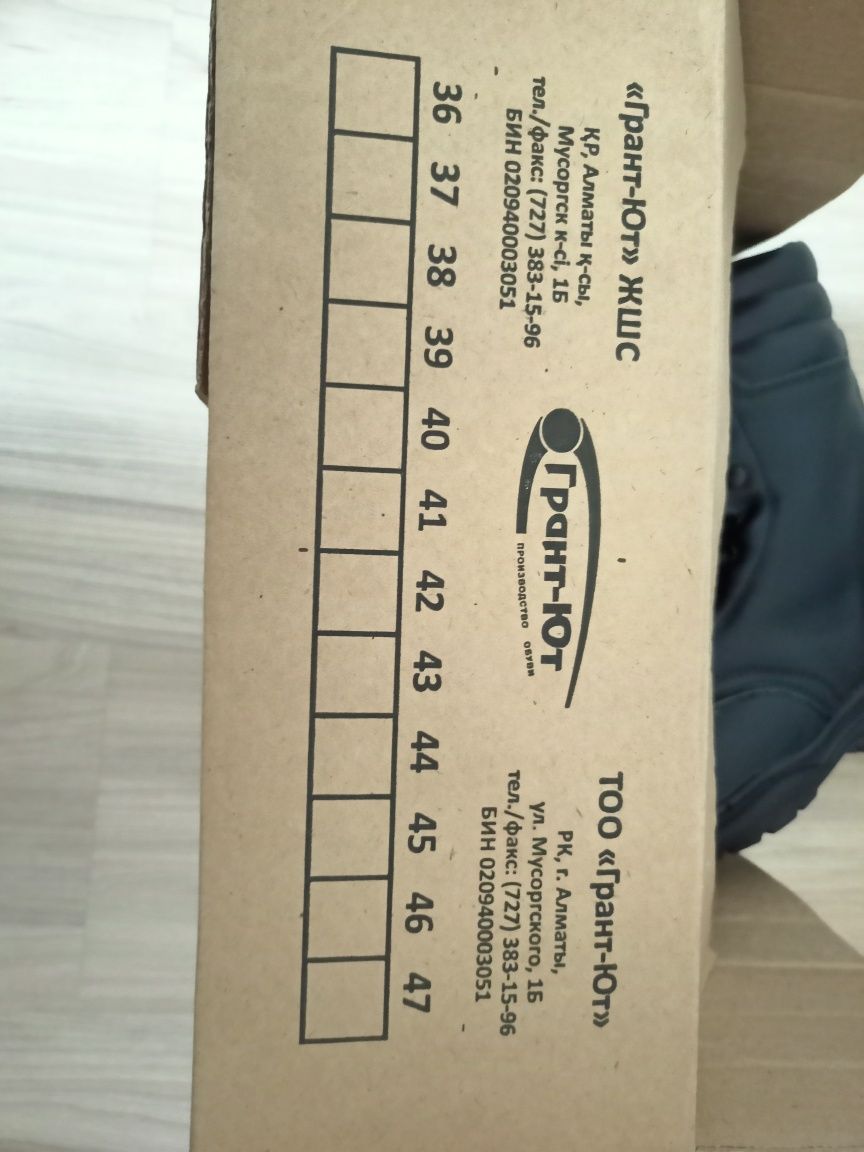 «Грант-Ют» ЖШС
ҚР, Алматы қ-сы,
Мусоргск к-сі, 1Б
тел./факс: (727) 383-15-96
БИН 020940003051
Грант-Ют
производство обуви
ТОО «Грант-Ют»
РК, г. Алматы,
ул. Мусоргского, 1Б
тел./факс: (727) 383-15-96
БИН 020940003051
36 37 38 39 40 41 42 43 44 45 46 47